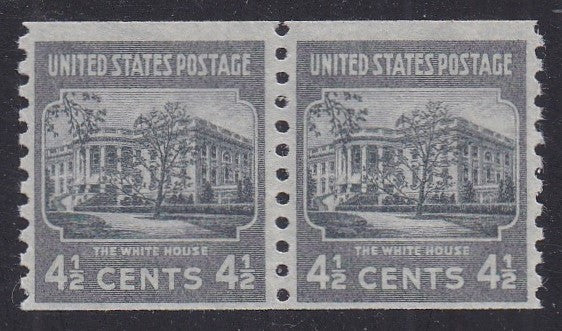 UNITED STATES POSTAGE
THE WHITE HOUSE
4½ CENTS 4½
UNITED STATES POSTAGE
THE WHITE HOUSE
4½ CENTS 4½